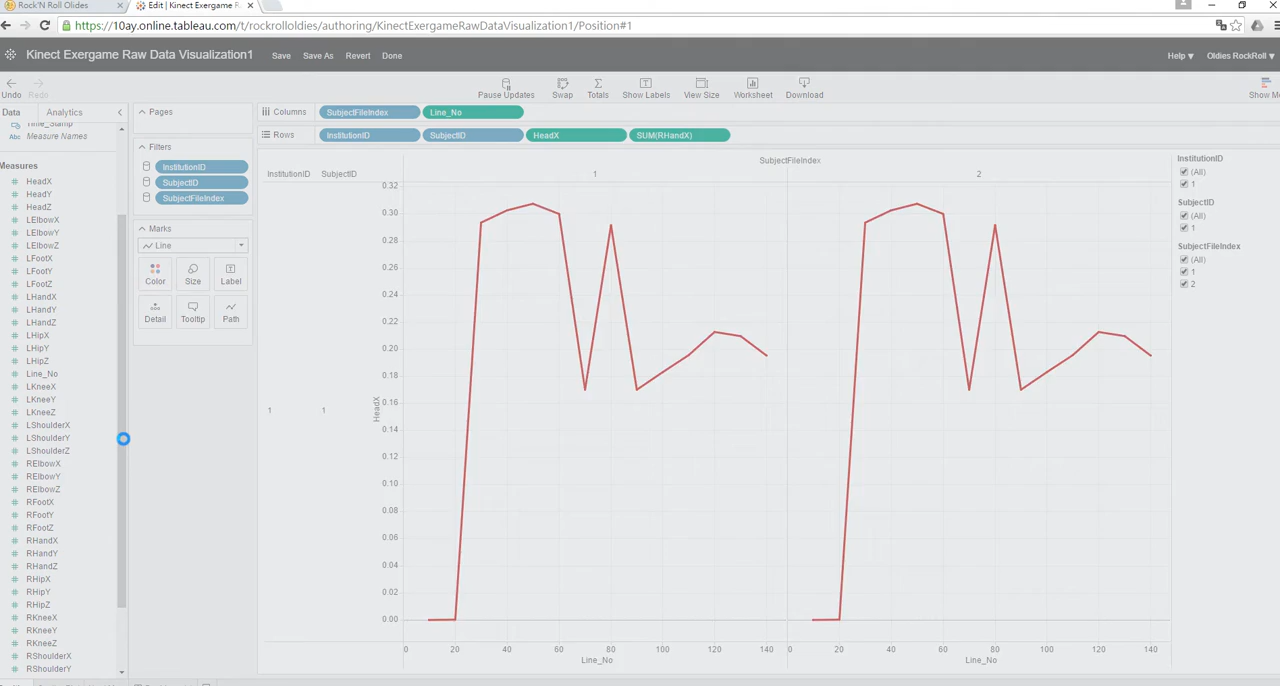 Rock'N Roll Olides
Edit | Kinect Exergame R
https://10ay.online.tableau.com/t/rockrolloldies/authoring/KinectExergameRawDataVisualization1/Position#1
Kinect Exergame Raw Data Visualization1 Save Save As Revert Done Help Oldies RockRoll
Undo Redo Pause Updates Swap Totals Show Labels View Size Worksheet Download Show M
Data Analytics
Time_Stamp
Abc Measure Names
Measures
HeadX
HeadY
HeadZ
LElbowX
LElbowY
LElbowZ
LFootX
LFootY
LFootZ
LHandX
LHandY
LHandZ
LHipX
LHipY
LHipZ
Line_No
LKneeX
LKneeY
LKneeZ
LShoulderX
LShoulderY
LShoulderZ
RElbowX
RElbowY
RElbowZ
RFootX
RFootY
RFootZ
RHandX
RHandY
RHandZ
RHipX
RHipY
RHipZ
RKneeX
RKneeY
RKneeZ
RShoulderX
RShoulderY
Pages
Filters
InstitutionID
SubjectID
SubjectFileIndex
Marks
Line
Color Size Label
Detail Tooltip Path
Columns SubjectFileIndex Line_No
Rows InstitutionID SubjectID HeadX SUM(RHandX)
SubjectFileIndex
InstitutionID SubjectID 1 2
0.32
0.30
0.28
0.26
0.24
0.22
0.20
0.18
0.16
0.14
0.12
0.10
0.08
0.06
0.04
0.02
0.00
HeadX
1 1
0 20 40 60 80 100 120 140 0 20 40 60 80 100 120 140
Line_No Line_No
InstitutionID
(All)
1
SubjectID
(All)
1
SubjectFileIndex
(All)
1
2